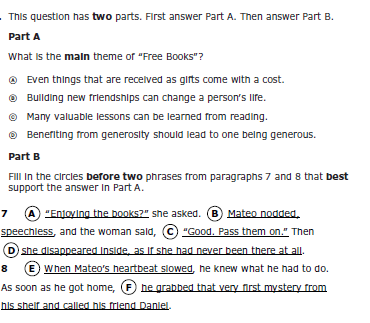 . This question has two parts. First answer Part A. Then answer Part B.
Part A
What is the main theme of “Free Books”?
Ⓐ Even things that are received as gifts come with a cost.
Ⓑ Building new friendships can change a person's life.
Ⓒ Many valuable lessons can be learned from reading.
Ⓓ Benefiting from generosity should lead to one being generous.
Part B
Fill in the circles before two phrases from paragraphs 7 and 8 that best
support the answer in Part A.
7 Ⓐ “Enjoying the books?” she asked. Ⓑ Mateo nodded,
speechless, and the woman said, Ⓒ “Good. Pass them on.” Then
Ⓓ she disappeared inside, as if she had never been there at all.
8 Ⓔ When Mateo's heartbeat slowed, he knew what he had to do.
As soon as he got home, Ⓕ he grabbed that very first mystery from
his shelf and called his friend Daniel.